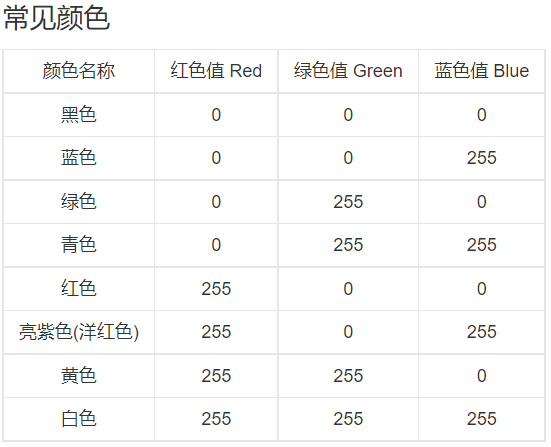 常见颜色
颜色名称 红色值 Red 绿色值 Green 蓝色值 Blue
黑色 0 0 0
蓝色 0 0 255
绿色 0 255 0
青色 0 255 255
红色 255 0 0
亮紫色(洋红色) 255 0 255
黄色 255 255 0
白色 255 255 255